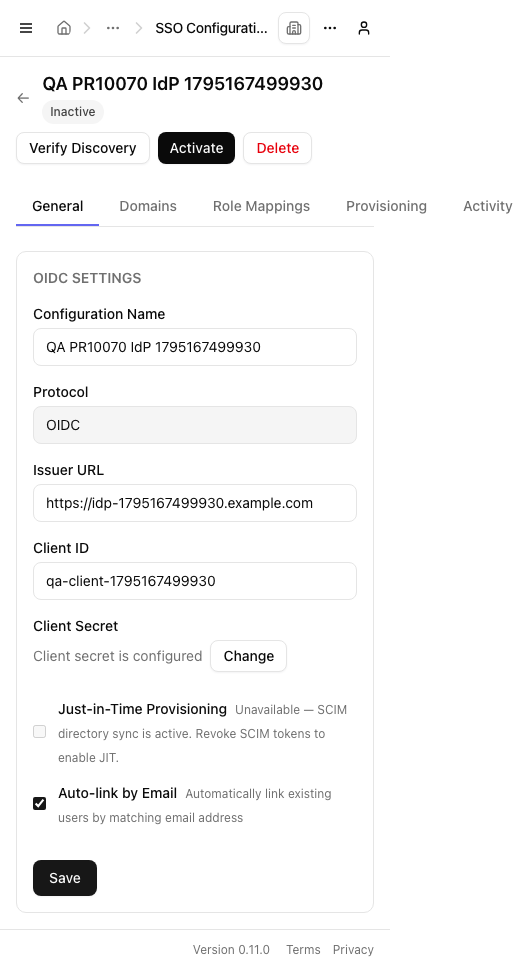 SSO Configurati...
QA PR10070 IdP 1795167499930
Inactive
Verify Discovery Activate Delete
General Domains Role Mappings Provisioning Activity
OIDC SETTINGS
Configuration Name
QA PR10070 IdP 1795167499930
Protocol
OIDC
Issuer URL
https://idp-1795167499930.example.com
Client ID
qa-client-1795167499930
Client Secret
Client secret is configured Change
Just-in-Time Provisioning Unavailable — SCIM
directory sync is active. Revoke SCIM tokens to
enable JIT.
Auto-link by Email Automatically link existing
users by matching email address
Save
Version 0.11.0 Terms Privacy